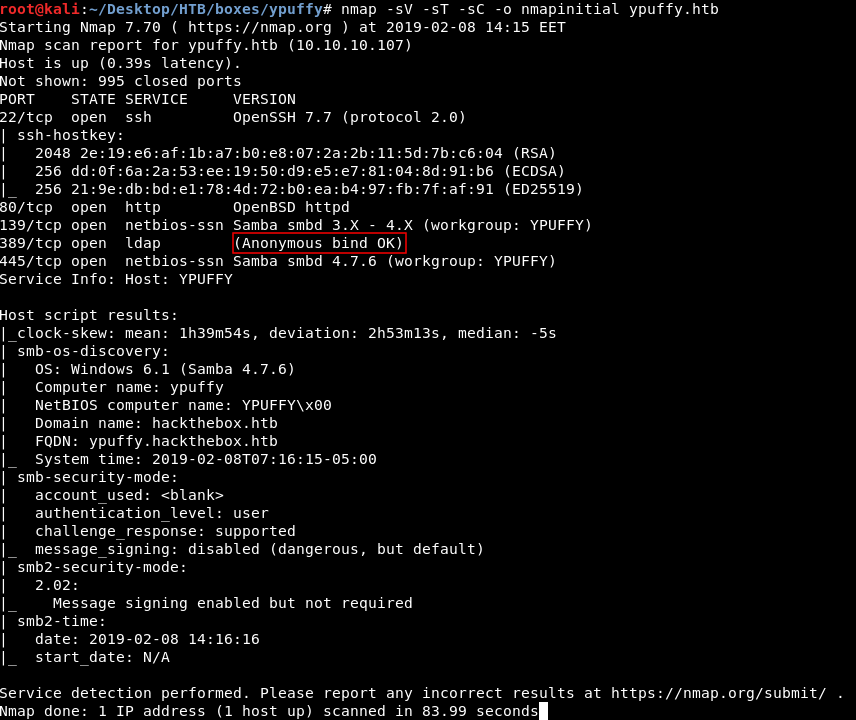 root@kali:~/Desktop/HTB/boxes/ypuffy# nmap -sV -sT -sC -o nmapinitial ypuffy.htb
Starting Nmap 7.70 ( https://nmap.org ) at 2019-02-08 14:15 EET
Nmap scan report for ypuffy.htb (10.10.10.107)
Host is up (0.39s latency).
Not shown: 995 closed ports
PORT    STATE SERVICE     VERSION
22/tcp  open  ssh         OpenSSH 7.7 (protocol 2.0)
| ssh-hostkey:
|   2048 2e:19:e6:af:1b:a7:b0:e8:07:2a:2b:11:5d:7b:c6:04 (RSA)
|   256 dd:0f:6a:2a:53:ee:19:50:d9:e5:e7:81:04:8d:91:b6 (ECDSA)
|_  256 21:9e:db:bd:e1:78:4d:72:b0:ea:b4:97:fb:7f:af:91 (ED25519)
80/tcp  open  http        OpenBSD httpd
139/tcp open  netbios-ssn Samba smbd 3.X - 4.X (workgroup: YPUFFY)
389/tcp open  ldap        (Anonymous bind OK)
445/tcp open  netbios-ssn Samba smbd 4.7.6 (workgroup: YPUFFY)
Service Info: Host: YPUFFY

Host script results:
|_clock-skew: mean: 1h39m54s, deviation: 2h53m13s, median: -5s
| smb-os-discovery:
|   OS: Windows 6.1 (Samba 4.7.6)
|   Computer name: ypuffy
|   NetBIOS computer name: YPUFFY\x00
|   Domain name: hackthebox.htb
|   FQDN: ypuffy.hackthebox.htb
|_  System time: 2019-02-08T07:16:15-05:00
| smb-security-mode:
|   account_used: <blank>
|   authentication_level: user
|   challenge_response: supported
|_  message_signing: disabled (dangerous, but default)
| smb2-security-mode:
|   2.02:
|_    Message signing enabled but not required
| smb2-time:
|   date: 2019-02-08 14:16:16
|_  start_date: N/A

Service detection performed. Please report any incorrect results at https://nmap.org/submit/ .
Nmap done: 1 IP address (1 host up) scanned in 83.99 seconds